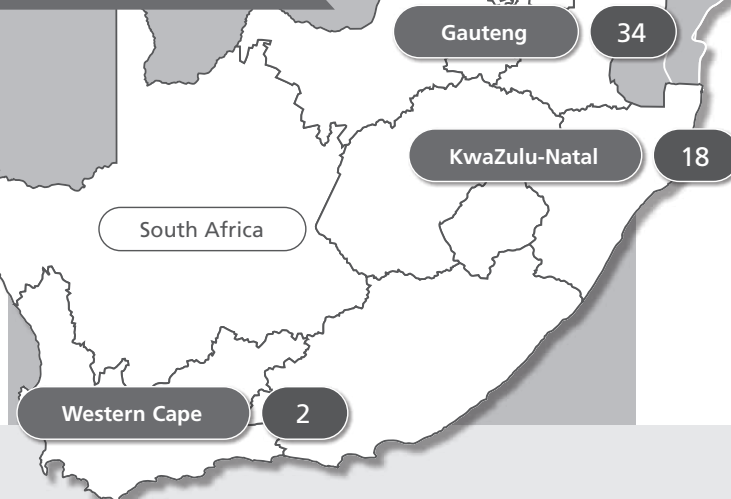 Gauteng 34
KwaZulu-Natal 18
South Africa
Western Cape 2